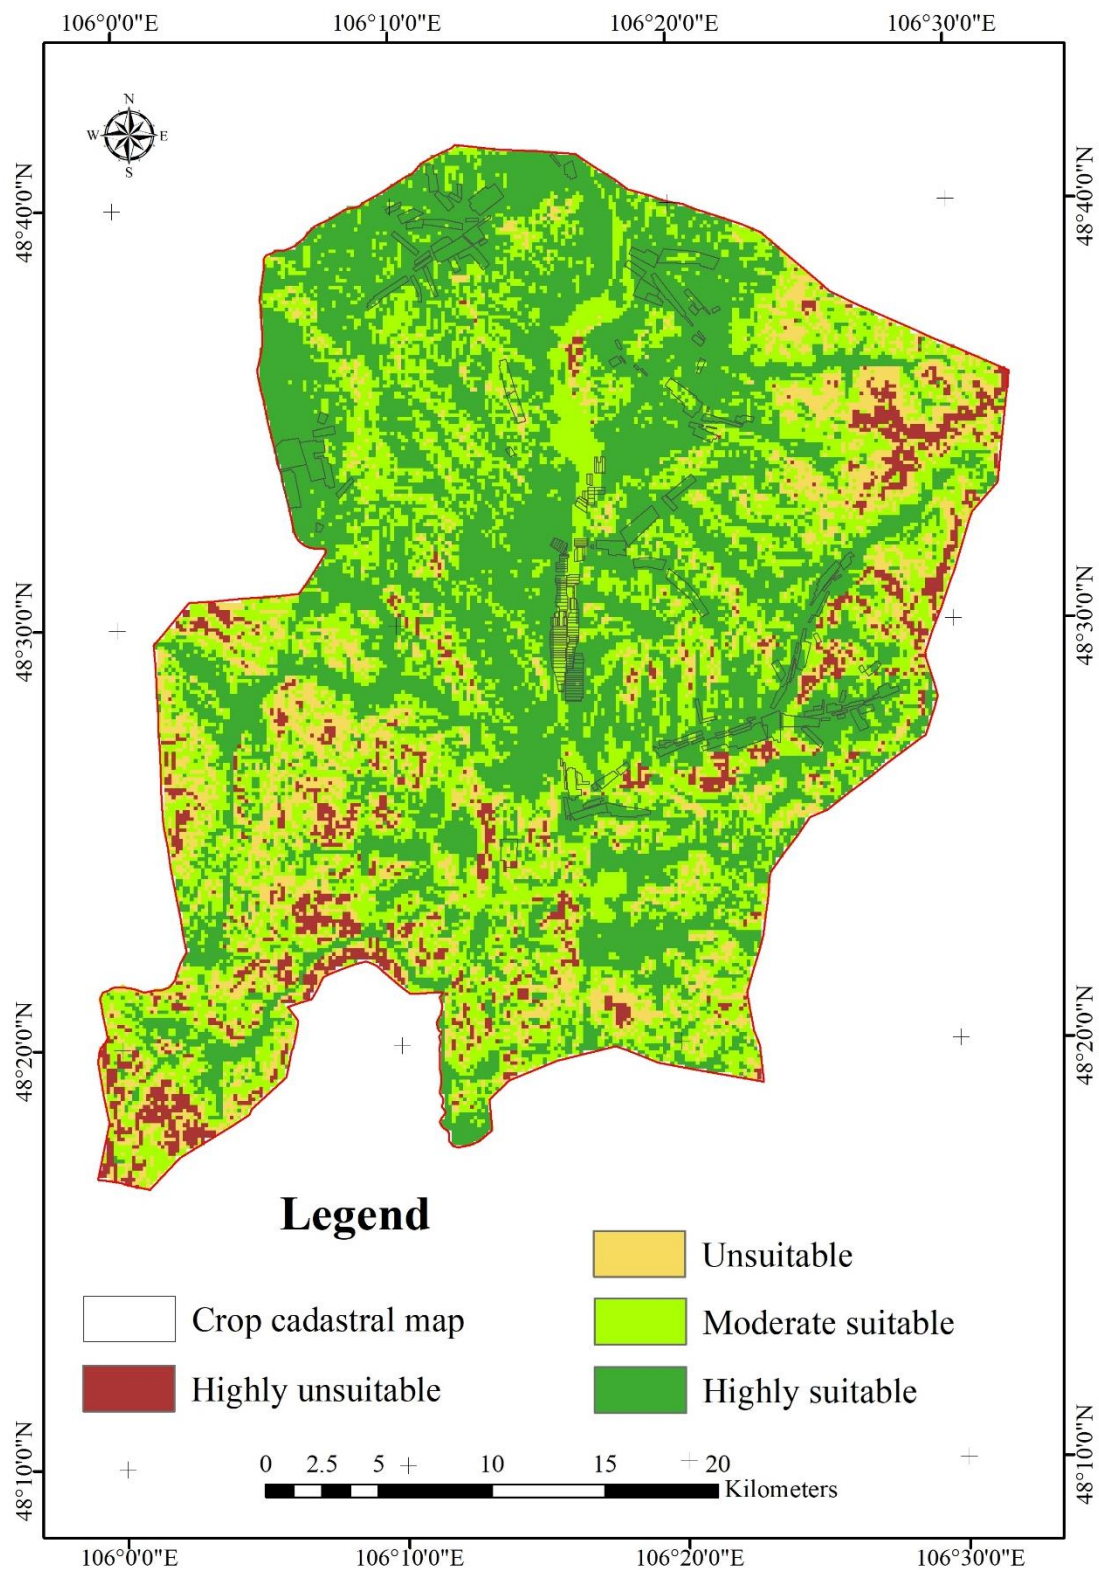 106°0'0"E 106°10'0"E 106°20'0"E 106°30'0"E
N
W E
S
48°40'0"N 48°40'0"N
48°30'0"N 48°30'0"N
48°20'0"N 48°20'0"N
Legend
Unsuitable
Crop cadastral map Moderate suitable
Highly unsuitable Highly suitable
48°10'0"N 48°10'0"N
0 2.5 5 10 15 20
Kilometers
106°0'0"E 106°10'0"E 106°20'0"E 106°30'0"E